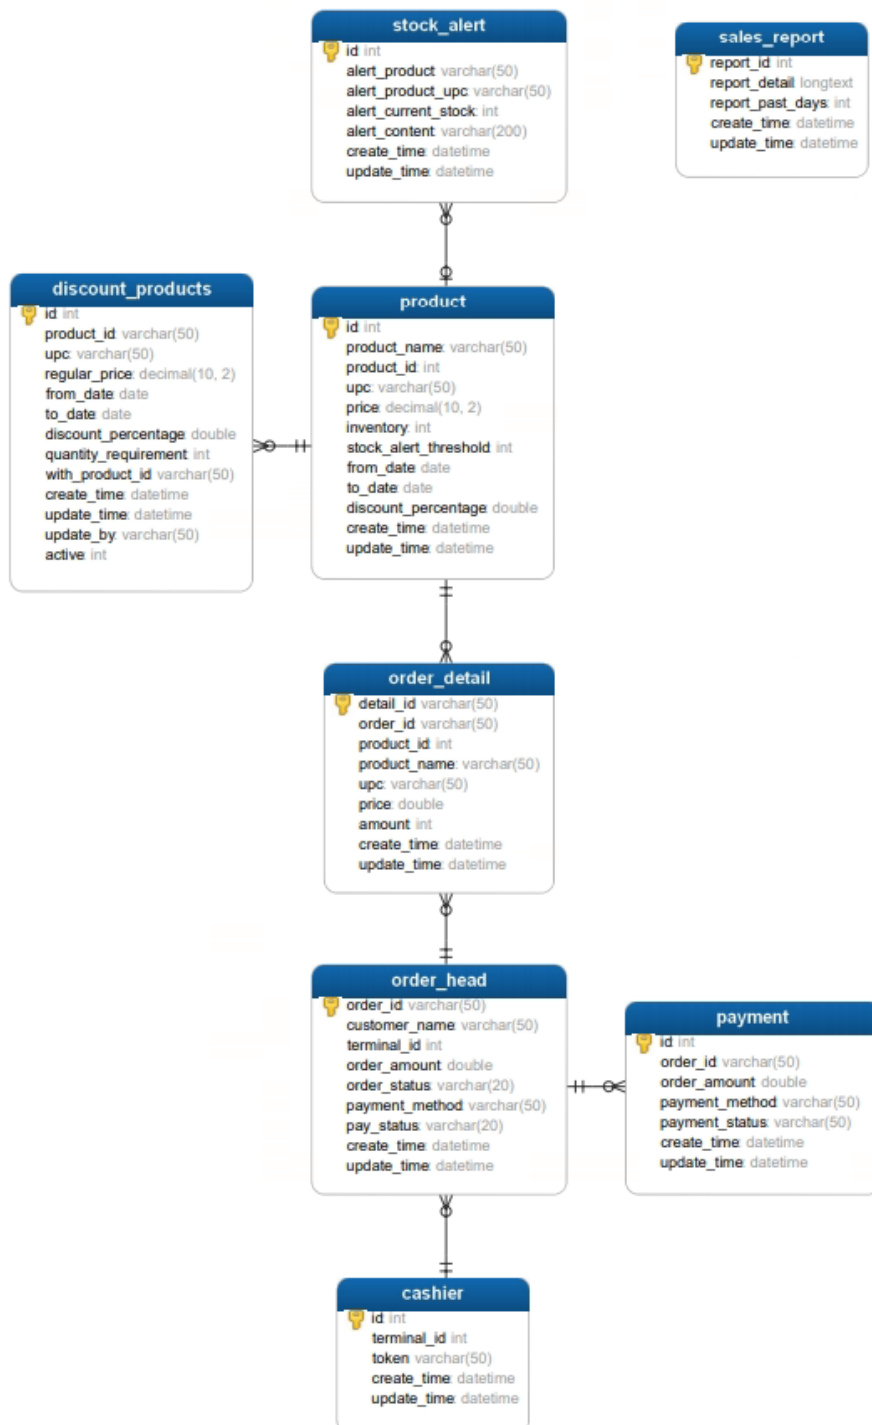 stock_alert
id: int
alert_product: varchar(50)
alert_product_upc: varchar(50)
alert_current_stock: int
alert_content: varchar(200)
create_time: datetime
update_time: datetime
sales_report
report_id: int
report_detail: longtext
report_past_days: int
create_time: datetime
update_time: datetime
discount_products
id: int
product_id: varchar(50)
upc: varchar(50)
regular_price: decimal(10, 2)
from_date: date
to_date: date
discount_percentage: double
quantity_requirement: int
with_product_id: varchar(50)
create_time: datetime
update_time: datetime
update_by: varchar(50)
active: int
product
id: int
product_name: varchar(50)
product_id: int
upc: varchar(50)
price: decimal(10, 2)
inventory: int
stock_alert_threshold: int
from_date: date
to_date: date
discount_percentage: double
create_time: datetime
update_time: datetime
order_detail
detail_id: varchar(50)
order_id: varchar(50)
product_id: int
product_name: varchar(50)
upc: varchar(50)
price: double
amount: int
create_time: datetime
update_time: datetime
order_head
order_id: varchar(50)
customer_name: varchar(50)
terminal_id: int
order_amount: double
order_status: varchar(20)
payment_method: varchar(50)
pay_status: varchar(20)
create_time: datetime
update_time: datetime
payment
id: int
order_id: varchar(50)
order_amount: double
payment_method: varchar(50)
payment_status: varchar(50)
create_time: datetime
update_time: datetime
cashier
id: int
terminal_id: int
token: varchar(50)
create_time: datetime
update_time: datetime